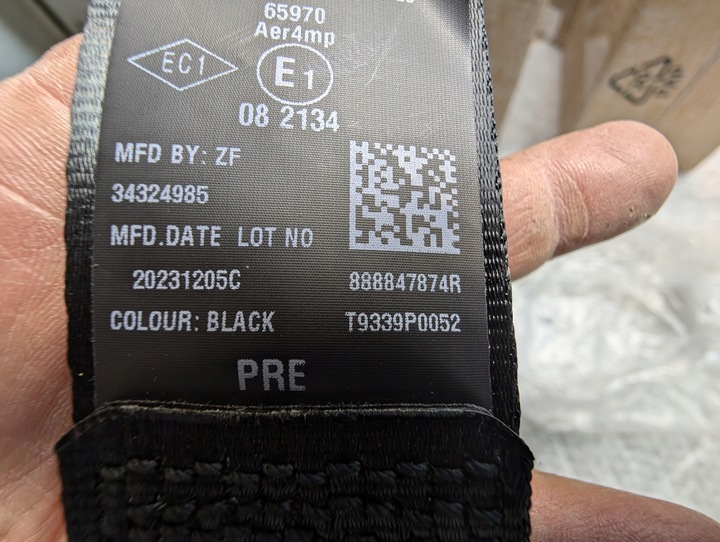 65970
Aer4mp
EC1
E1
08 2134
MFD BY: ZF
34324985
MFD.DATE LOT NO
20231205C
888847874R
COLOUR: BLACK
T9339P0052
PRE